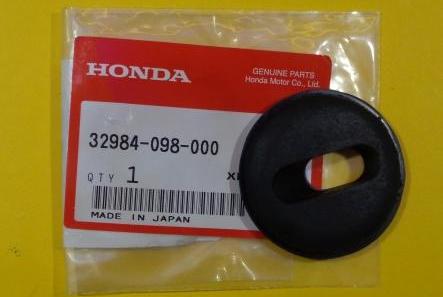 HONDA
GENUINE PARTS
Honda Motor Co., Ltd.
32984-098-000
QTY 1
MADE IN JAPAN